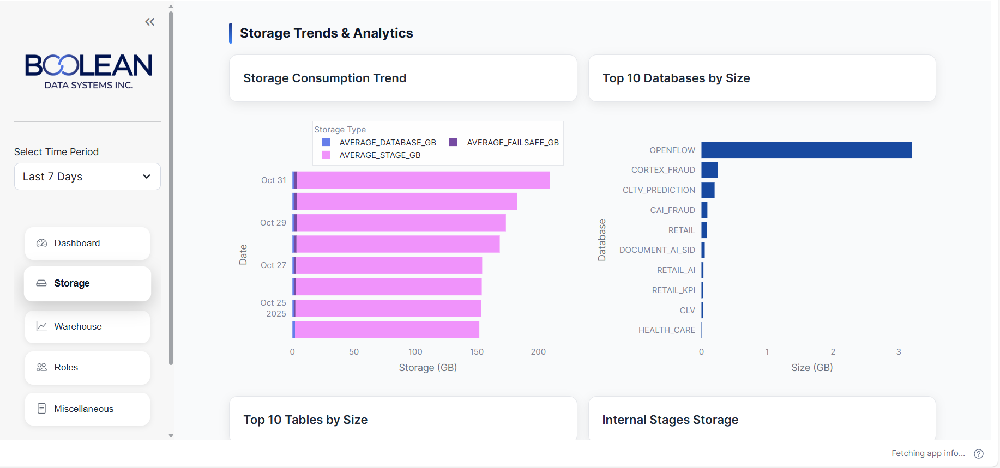 BOOLEAN
DATA SYSTEMS INC.
Select Time Period
Last 7 Days
Dashboard
Storage
Warehouse
Roles
Miscellaneous
Storage Trends & Analytics
Storage Consumption Trend
Storage Type
AVERAGE_DATABASE_GB
AVERAGE_FAILSAFE_GB
AVERAGE_STAGE_GB
Date
Oct 31
Oct 29
Oct 27
Oct 25
2025
0 50 100 150 200
Storage (GB)
Top 10 Databases by Size
Database
OPENFLOW
CORTEX_FRAUD
CLTV_PREDICTION
CAI_FRAUD
RETAIL
DOCUMENT_AI_SID
RETAIL_AI
RETAIL_KPI
CLV
HEALTH_CARE
0 1 2 3
Size (GB)
Top 10 Tables by Size
Internal Stages Storage
Fetching app info...